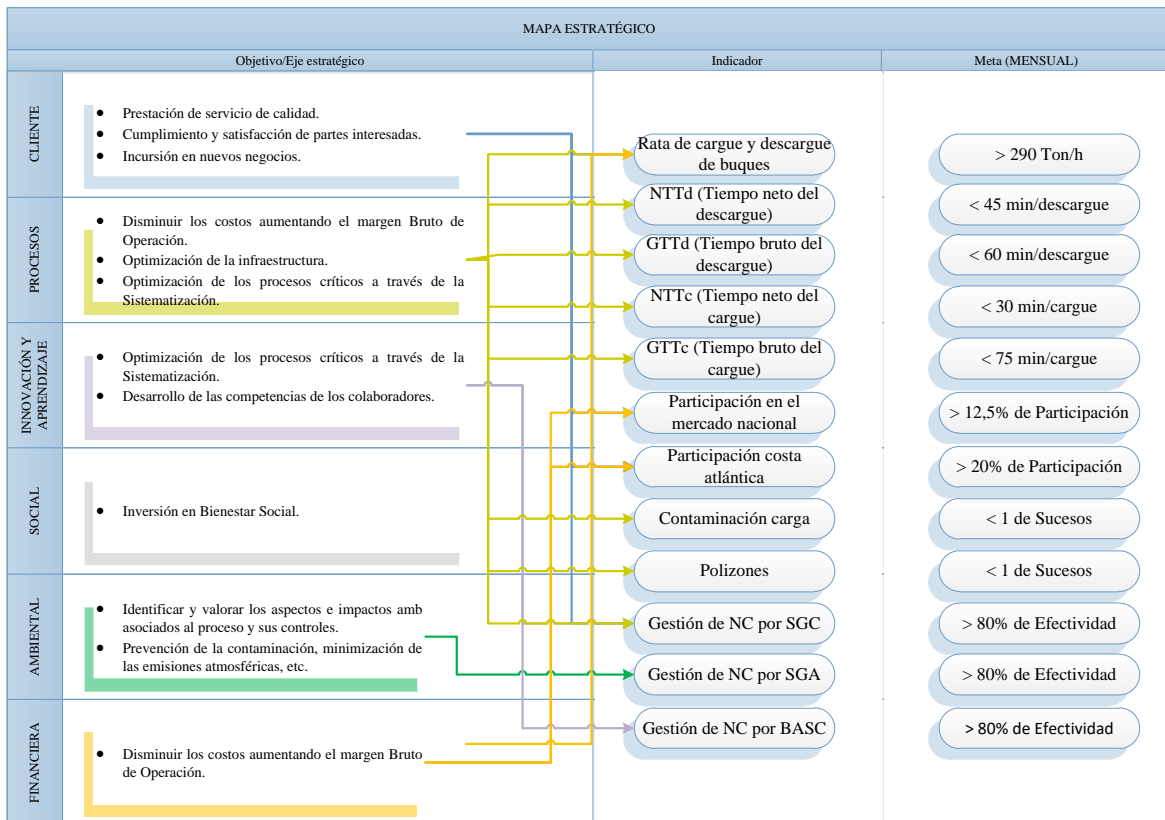 MAPA ESTRATÉGICO
Objetivo/Eje estratégico
Indicador
Meta (MENSUAL)
CLIENTE
• Prestación de servicio de calidad.
• Cumplimiento y satisfacción de partes interesadas.
• Incursión en nuevos negocios.
PROCESOS
• Disminuir los costos aumentando el margen Bruto de
Operación.
• Optimización de la infraestructura.
• Optimización de los procesos críticos a través de la
Sistematización.
INNOVACIÓN Y
APRENDIZAJE
• Optimización de los procesos críticos a través de la
Sistematización.
• Desarrollo de las competencias de los colaboradores.
SOCIAL
• Inversión en Bienestar Social.
AMBIENTAL
• Identificar y valorar los aspectos e impactos amb
asociados al proceso y sus controles.
• Prevención de la contaminación, minimización de
las emisiones atmosféricas, etc.
FINANCIERA
• Disminuir los costos aumentando el margen Bruto
de Operación.
Rata de cargue y descargue
de buques
> 290 Ton/h
NTTd (Tiempo neto del
descargue)
< 45 min/descargue
GTTd (Tiempo bruto del
descargue)
< 60 min/descargue
NTTc (Tiempo neto del
cargue)
< 30 min/cargue
GTTc (Tiempo bruto del
cargue)
< 75 min/cargue
Participación en el
mercado nacional
> 12,5% de Participación
Participación costa
atlántica
> 20% de Participación
Contaminación carga
< 1 de Sucesos
Polizones
< 1 de Sucesos
Gestión de NC por SGC
> 80% de Efectividad
Gestión de NC por SGA
> 80% de Efectividad
Gestión de NC por BASC
> 80% de Efectividad